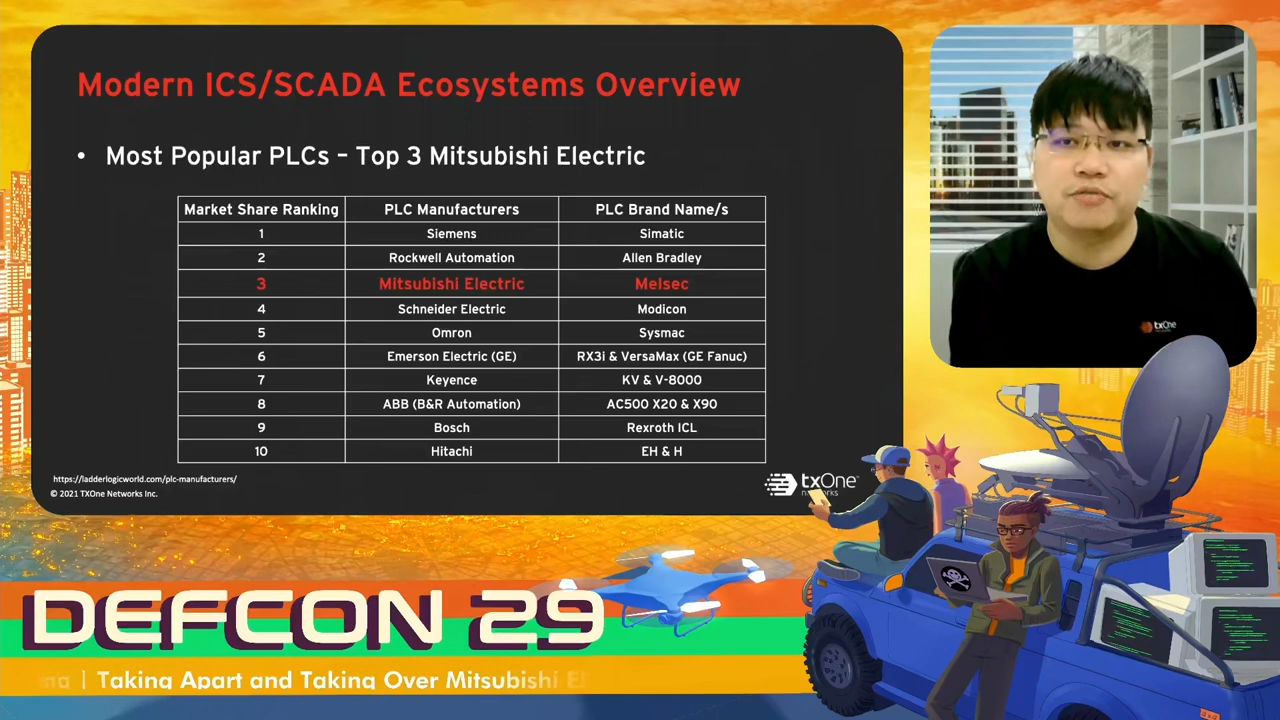 Modern ICS/SCADA Ecosystems Overview
• Most Popular PLCs – Top 3 Mitsubishi Electric
Market Share Ranking PLC Manufacturers PLC Brand Name/s
1 Siemens Simatic
2 Rockwell Automation Allen Bradley
3 Mitsubishi Electric Melsec
4 Schneider Electric Modicon
5 Omron Sysmac
6 Emerson Electric (GE) RX3i & VersaMax (GE Fanuc)
7 Keyence KV & V-8000
8 ABB (B&R Automation) AC500 X20 & X90
9 Bosch Rexroth ICL
10 Hitachi EH & H
https://ladderlogicworld.com/plc-manufacturers/
© 2021 TXOne Networks Inc.
txOne
networks
txOne
DEFCON 29
| Taking Apart and Taking Over Mitsubishi